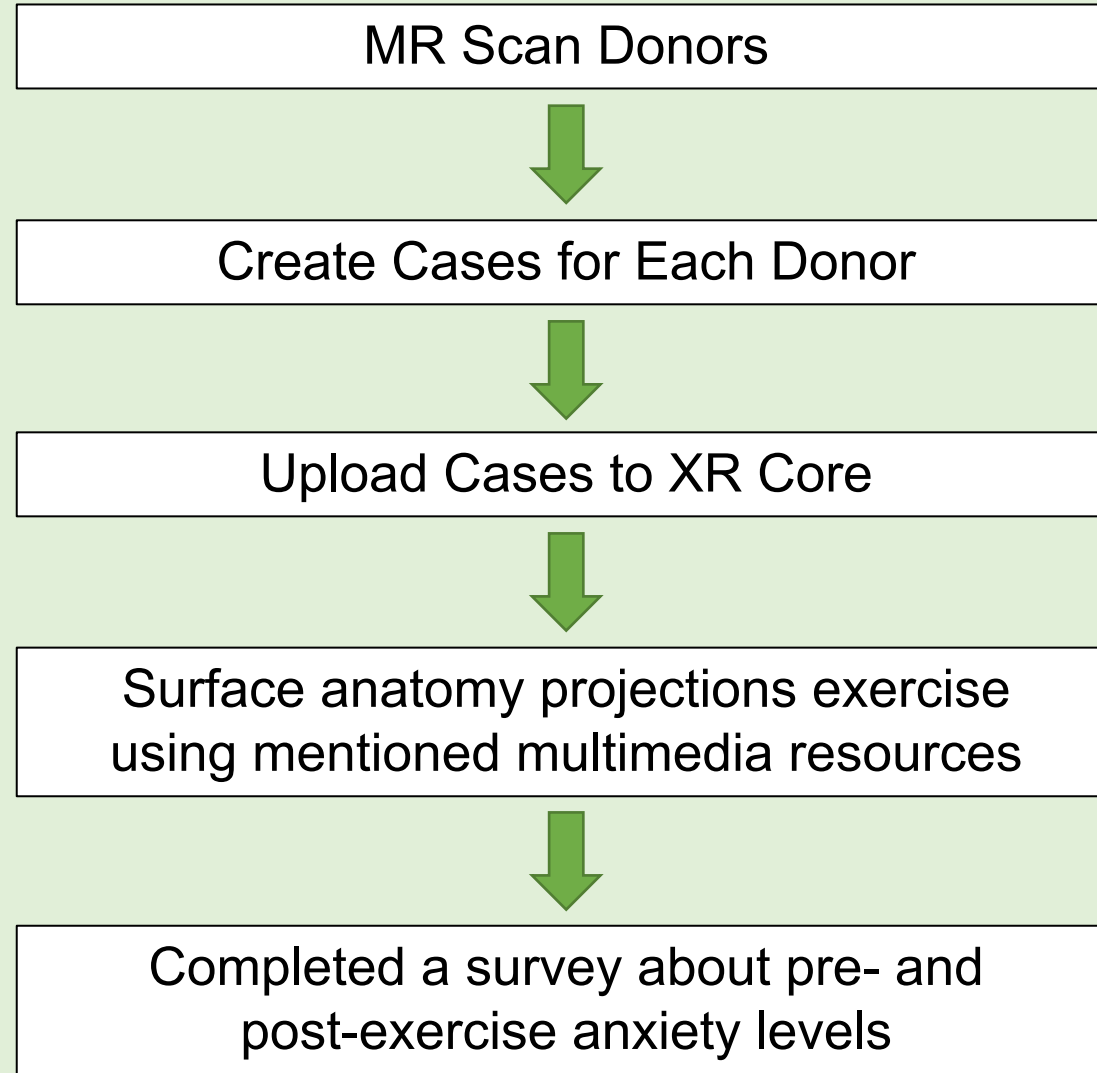 MR Scan Donors
Create Cases for Each Donor
Upload Cases to XR Core
Surface anatomy projections exercise
using mentioned multimedia resources
Completed a survey about pre- and
post-exercise anxiety levels